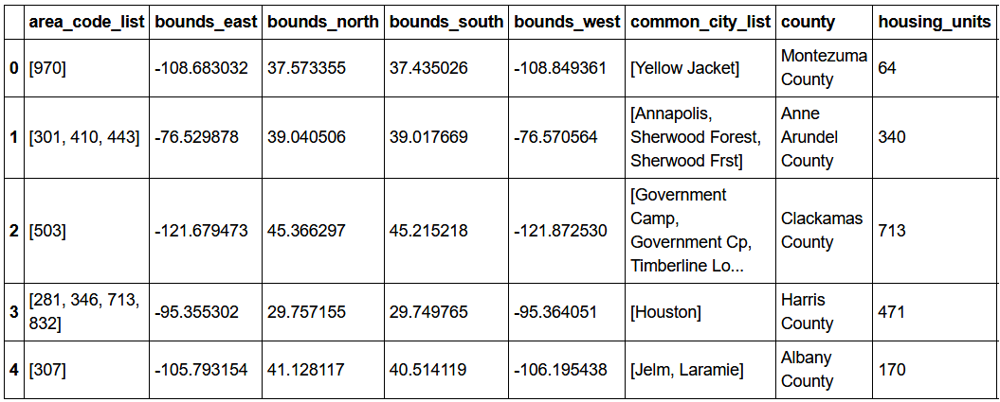 area_code_list bounds_east bounds_north bounds_south bounds_west common_city_list county housing_units
0 [970] -108.683032 37.573355 37.435026 -108.849361 [Yellow Jacket] Montezuma County 64
1 [301, 410, 443] -76.529878 39.040506 39.017669 -76.570564 [Annapolis, Sherwood Forest, Sherwood Frst] Anne Arundel County 340
2 [503] -121.679473 45.366297 45.215218 -121.872530 [Government Camp, Government Cp, Timberline Lo... Clackamas County 713
3 [281, 346, 713, 832] -95.355302 29.757155 29.749765 -95.364051 [Houston] Harris County 471
4 [307] -105.793154 41.128117 40.514119 -106.195438 [Jelm, Laramie] Albany County 170